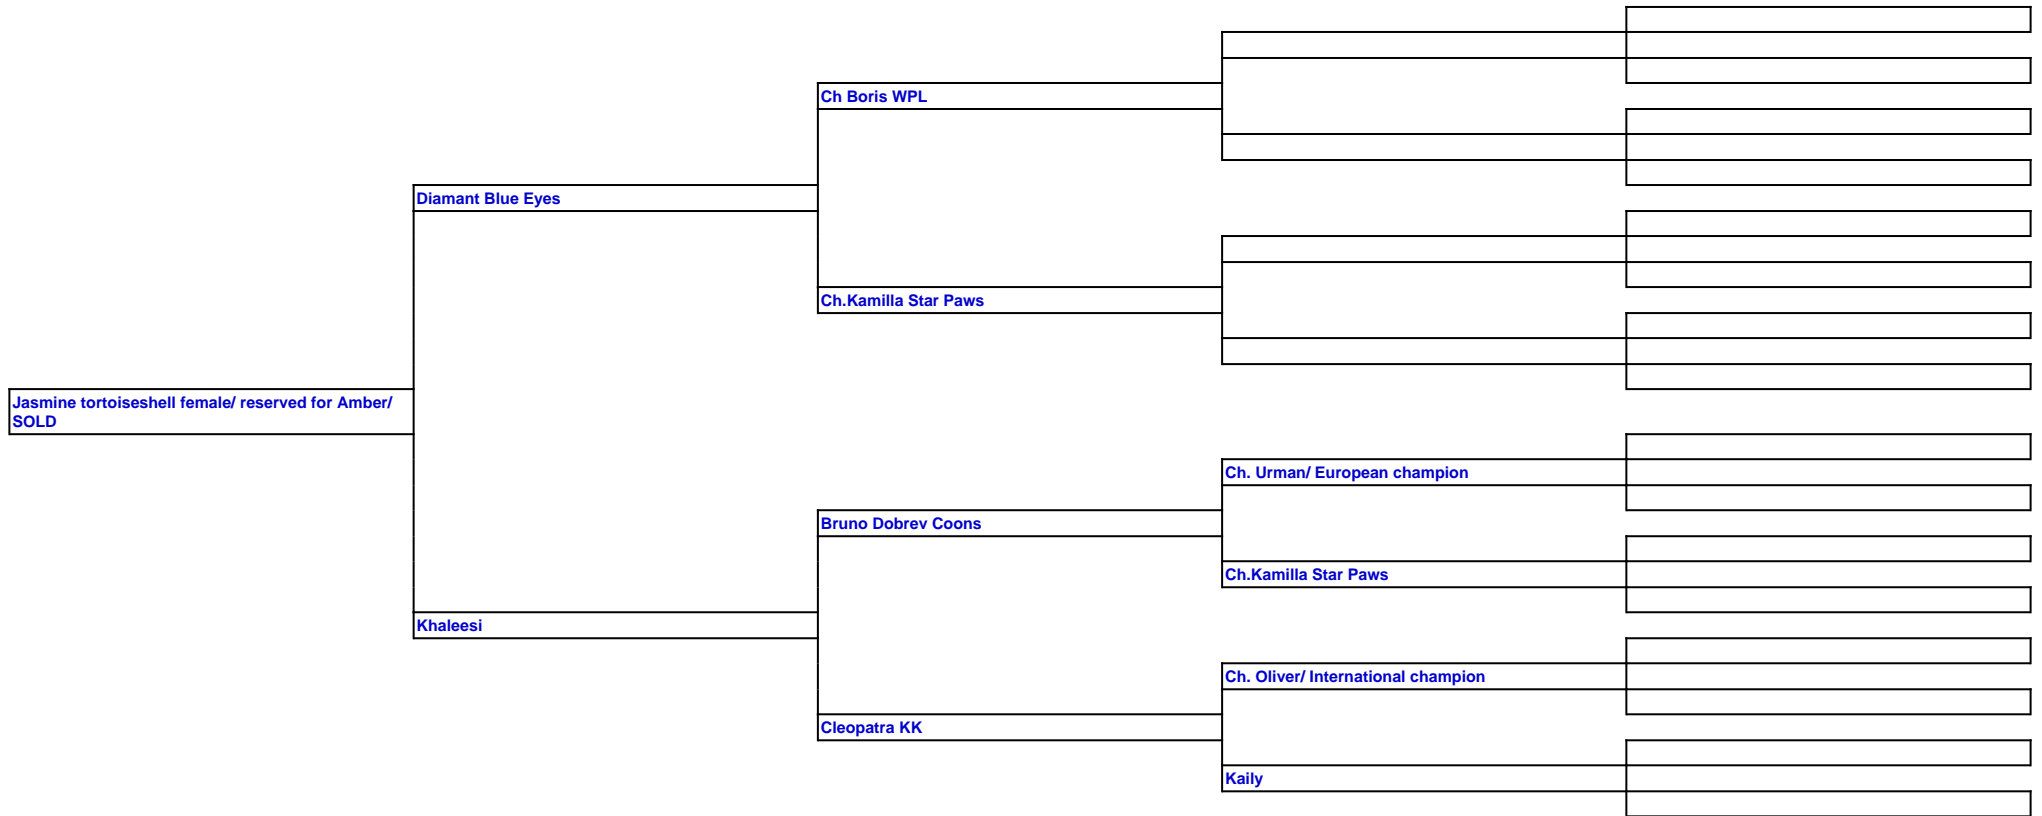 Ch Boris WPL
Diamant Blue Eyes
Ch.Kamilla Star Paws
Jasmine tortoiseshell female/ reserved for Amber/
SOLD
Ch. Urman/ European champion
Bruno Dobrev Coons
Ch.Kamilla Star Paws
Khaleesi
Ch. Oliver/ International champion
Cleopatra KK
Kaily